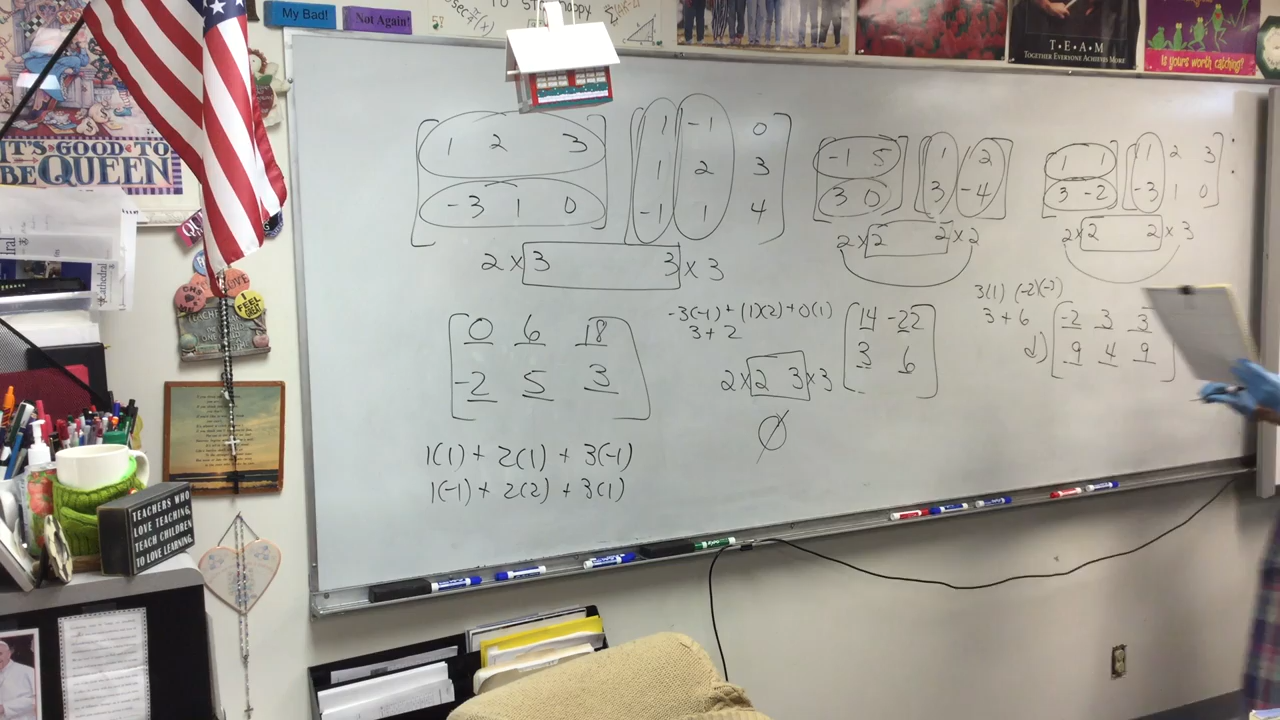 My Bad!
Not Again!
T•E•A•M
TOGETHER EVERYONE ACHIEVES MORE
is yours worth catching?
IT'S GOOD TO
BE QUEEN
I FEEL
GREAT
TEACHERS WHO
LOVE TEACHING,
TEACH CHILDREN
TO LOVE LEARNING.
1 2 3
-3 1 0
1 -1 0
1 2 3
-1 1 4
2×3 3×3
0 6 18
-2 5 3
1(1) + 2(1) + 3(-1)
1(-1) + 2(2) + 3(1)
-1 5
3 0
1 2
3 -4
2×2 2×2
-3(-1) + (1)(2) + 0(1)
3 + 2
14 -22
3 6
2×2 3×3
∅
1 1
3 -2
1 2 3
-3 1 0
2×2 2×3
3(1) (-2)(-3)
3 + 6
d)
-2 3 3
9 4 9